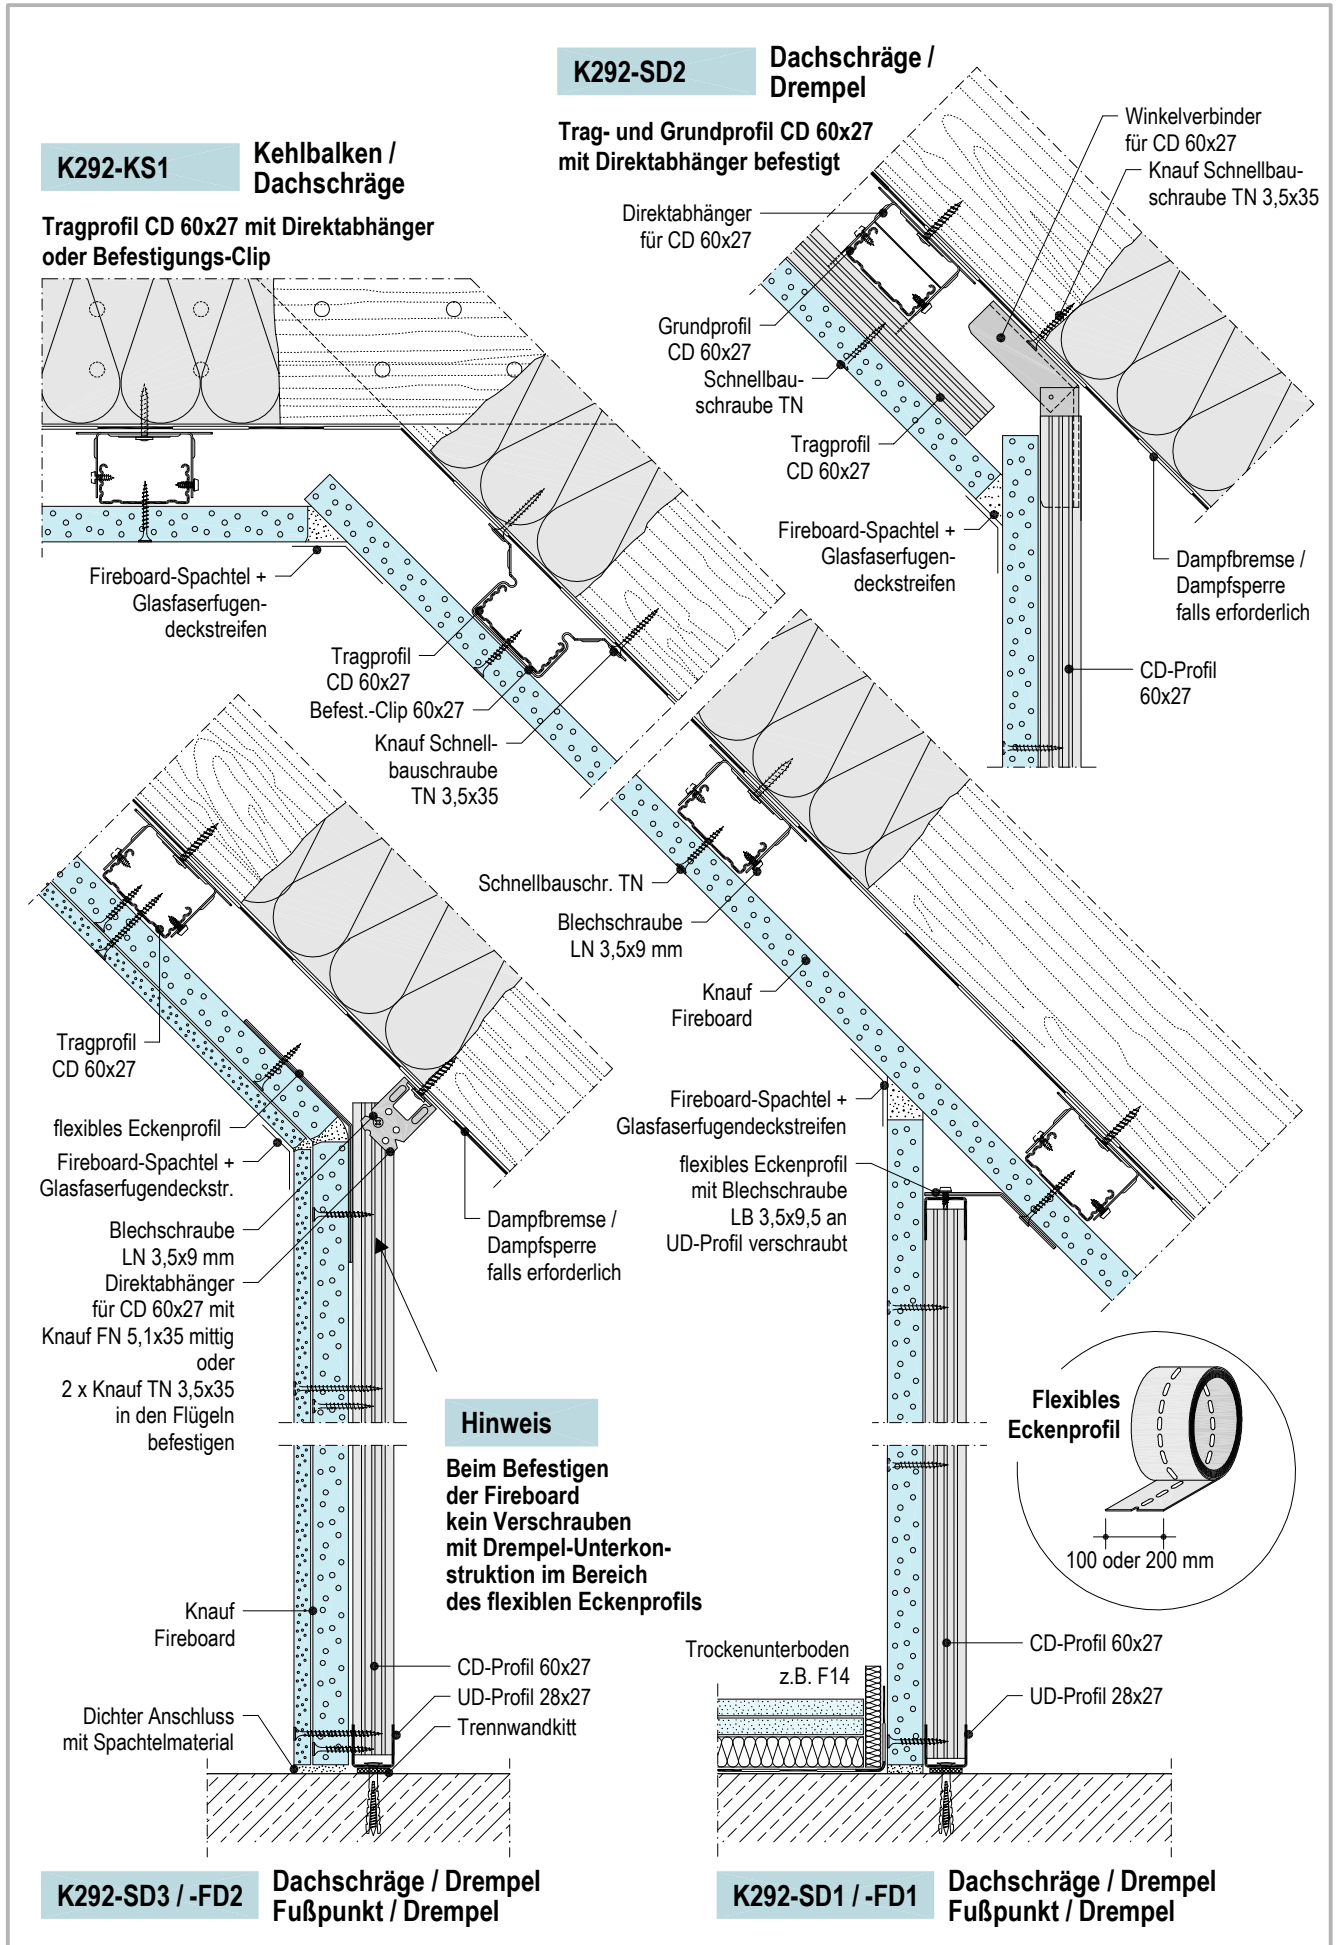 K292-SD2
Dachschräge /
Drempel
Trag- und Grundprofil CD 60x27
mit Direktabhänger befestigt
Winkelverbinder
für CD 60x27
Knauf Schnellbau-
schraube TN 3,5x35
Direktabhänger
für CD 60x27
Grundprofil
CD 60x27
Schnellbau-
schraube TN
Tragprofil
CD 60x27
Fireboard-Spachtel +
Glasfaserfugen-
deckstreifen
Dampfbremse /
Dampfsperre
falls erforderlich
CD-Profil
60x27
K292-KS1
Kehlbalken /
Dachschräge
Tragprofil CD 60x27 mit Direktabhänger
oder Befestigungs-Clip
Fireboard-Spachtel +
Glasfaserfugen-
deckstreifen
Tragprofil
CD 60x27
Befest.-Clip 60x27
Knauf Schnell-
bauschraube
TN 3,5x35
Tragprofil
CD 60x27
flexibles Eckenprofil
Fireboard-Spachtel +
Glasfaserfugendeckstr.
Blechschraube
LN 3,5x9 mm
Direktabhänger
für CD 60x27 mit
Knauf FN 5,1x35 mittig
oder
2 x Knauf TN 3,5x35
in den Flügeln
befestigen
Dampfbremse /
Dampfsperre
falls erforderlich
Hinweis
Beim Befestigen
der Fireboard
kein Verschrauben
mit Drempel-Unterkon-
struktion im Bereich
des flexiblen Eckenprofils
Knauf
Fireboard
CD-Profil 60x27
UD-Profil 28x27
Trennwandkitt
Dichter Anschluss
mit Spachtelmaterial
K292-SD3 / -FD2
Dachschräge / Drempel
Fußpunkt / Drempel
Schnellbauschr. TN
Blechschraube
LN 3,5x9 mm
Knauf
Fireboard
Fireboard-Spachtel +
Glasfaserfugendeckstreifen
flexibles Eckenprofil
mit Blechschraube
LB 3,5x9,5 an
UD-Profil verschraubt
Flexibles
Eckenprofil
100 oder 200 mm
Trockenunterboden
z.B. F14
CD-Profil 60x27
UD-Profil 28x27
K292-SD1 / -FD1
Dachschräge / Drempel
Fußpunkt / Drempel